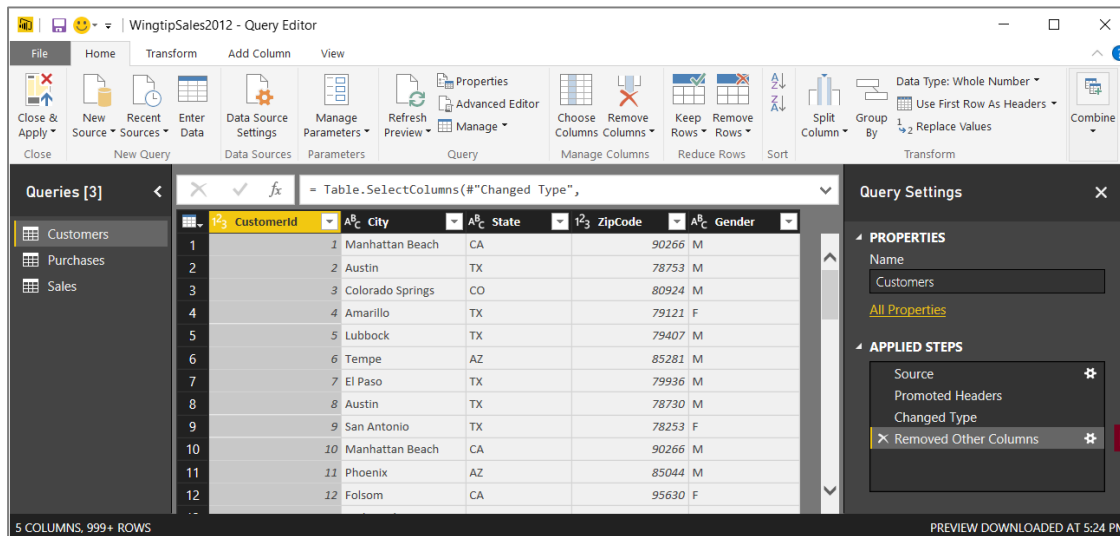 WingtipSales2012 - Query Editor
File Home Transform Add Column View
Close & Apply
New Source
Recent Sources
Enter Data
Data Source Settings
Manage Parameters
Refresh Preview
Properties
Advanced Editor
Manage
Choose Columns
Remove Columns
Keep Rows
Remove Rows
Split Column
Group By
Data Type: Whole Number
Use First Row As Headers
Replace Values
Combine
Close New Query Data Sources Parameters Query Manage Columns Reduce Rows Sort Transform
Queries [3]
Customers
Purchases
Sales
fx = Table.SelectColumns(#"Changed Type",
CustomerId City State ZipCode Gender
1 1 Manhattan Beach CA 90266 M
2 2 Austin TX 78753 M
3 3 Colorado Springs CO 80924 M
4 4 Amarillo TX 79121 F
5 5 Lubbock TX 79407 M
6 6 Tempe AZ 85281 M
7 7 El Paso TX 79936 M
8 8 Austin TX 78730 M
9 9 San Antonio TX 78253 F
10 10 Manhattan Beach CA 90266 M
11 11 Phoenix AZ 85044 M
12 12 Folsom CA 95630 F
Query Settings
PROPERTIES
Name
Customers
All Properties
APPLIED STEPS
Source
Promoted Headers
Changed Type
Removed Other Columns
5 COLUMNS, 999+ ROWS
PREVIEW DOWNLOADED AT 5:24 PM